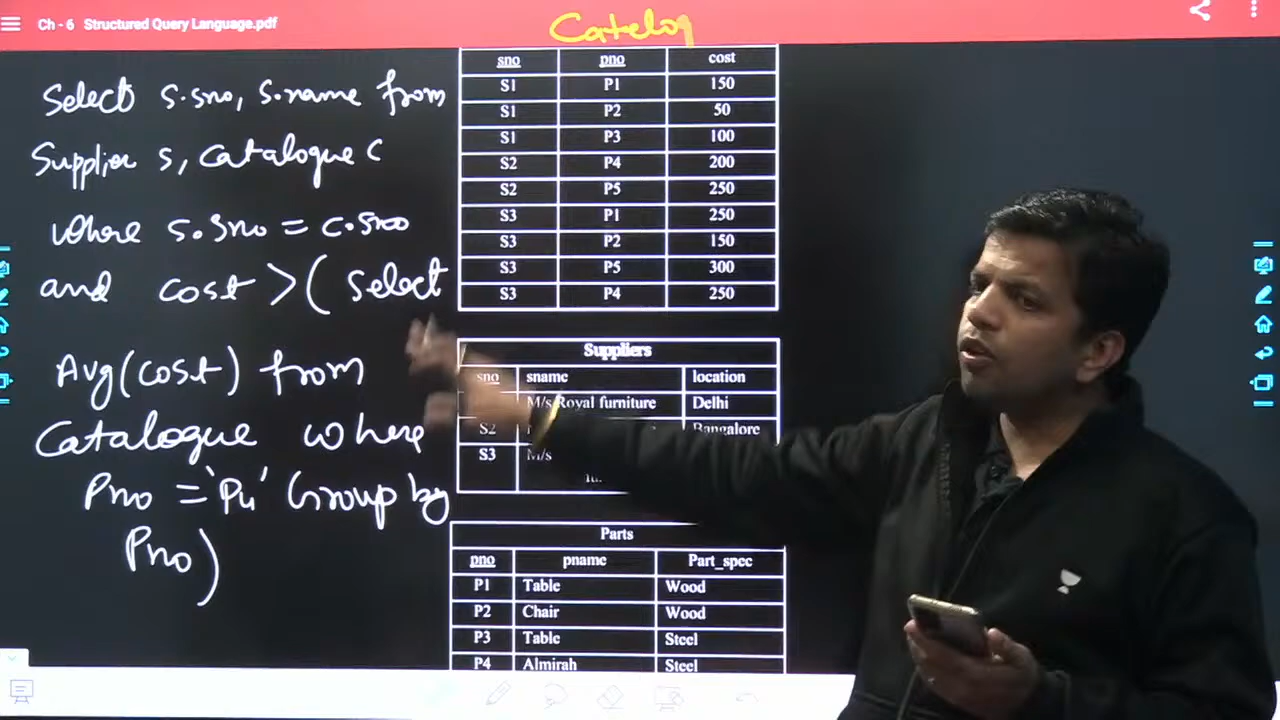 Ch - 6 Structured Query Language.pdf
Catelog
Select s.sno, s.name from
Supplier s, Catalogue c
where s.sno = c.sno
and cost > ( Select
Avg(cost) from
Catalogue where
Pno = 'P4' Group by
Pno)
sno pno cost
S1 P1 150
S1 P2 50
S1 P3 100
S2 P4 200
S2 P5 250
S3 P1 250
S3 P2 150
S3 P5 300
S3 P4 250
Suppliers
sno sname location
M/s Royal furniture Delhi
S2 Bangalore
S3 M/s
Parts
pno pname Part_spec
P1 Table Wood
P2 Chair Wood
P3 Table Steel
P4 Almirah Steel